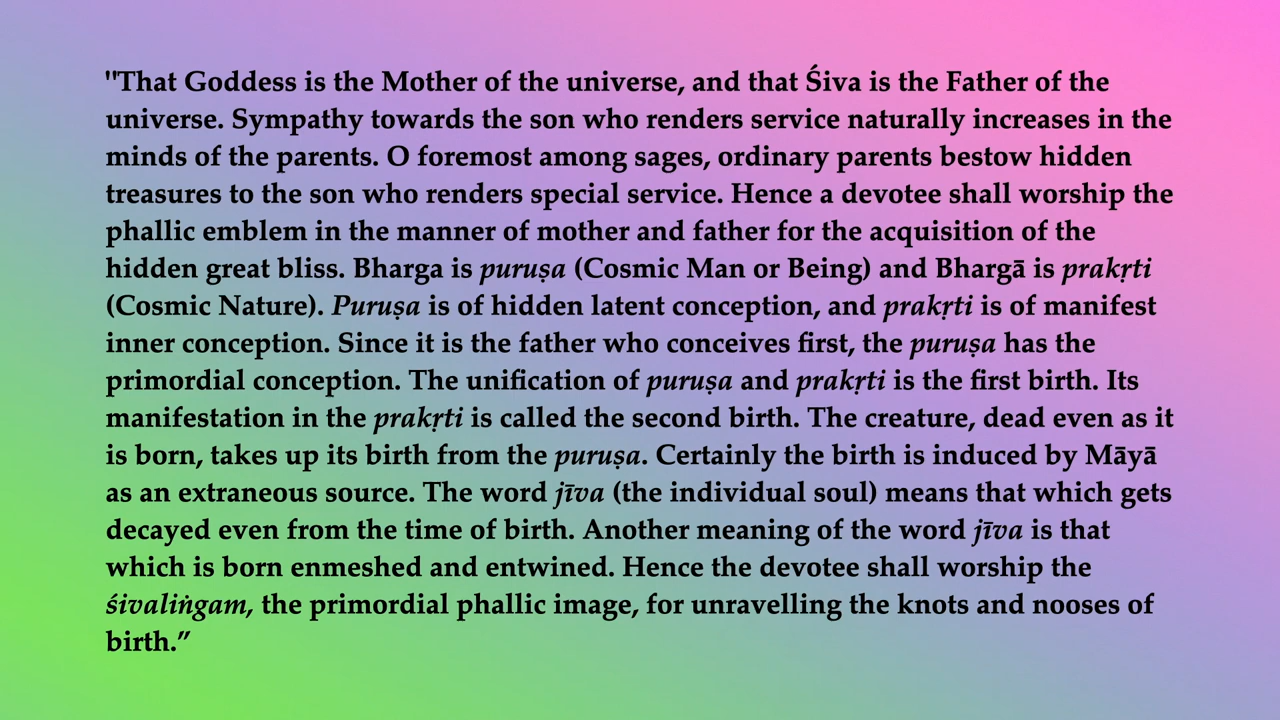 "That Goddess is the Mother of the universe, and that Śiva is the Father of the
universe. Sympathy towards the son who renders service naturally increases in the
minds of the parents. O foremost among sages, ordinary parents bestow hidden
treasures to the son who renders special service. Hence a devotee shall worship the
phallic emblem in the manner of mother and father for the acquisition of the
hidden great bliss. Bharga is puruṣa (Cosmic Man or Being) and Bhargā is prakṛti
(Cosmic Nature). Puruṣa is of hidden latent conception, and prakṛti is of manifest
inner conception. Since it is the father who conceives first, the puruṣa has the
primordial conception. The unification of puruṣa and prakṛti is the first birth. Its
manifestation in the prakṛti is called the second birth. The creature, dead even as it
is born, takes up its birth from the puruṣa. Certainly the birth is induced by Māyā
as an extraneous source. The word jīva (the individual soul) means that which gets
decayed even from the time of birth. Another meaning of the word jīva is that
which is born enmeshed and entwined. Hence the devotee shall worship the
śivaliṅgam, the primordial phallic image, for unravelling the knots and nooses of
birth.”